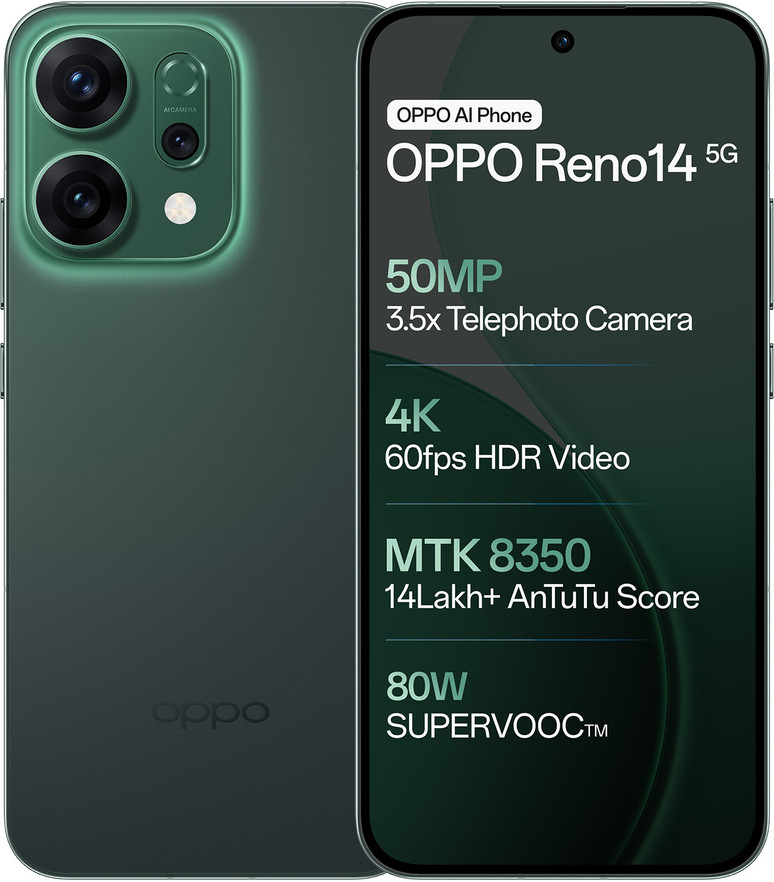 AI CAMERA
oppo
OPPO AI Phone
OPPO Reno14 5G
50MP
3.5x Telephoto Camera
4K
60fps HDR Video
MTK 8350
14Lakh+ AnTuTu Score
80W
SUPERVOOC™